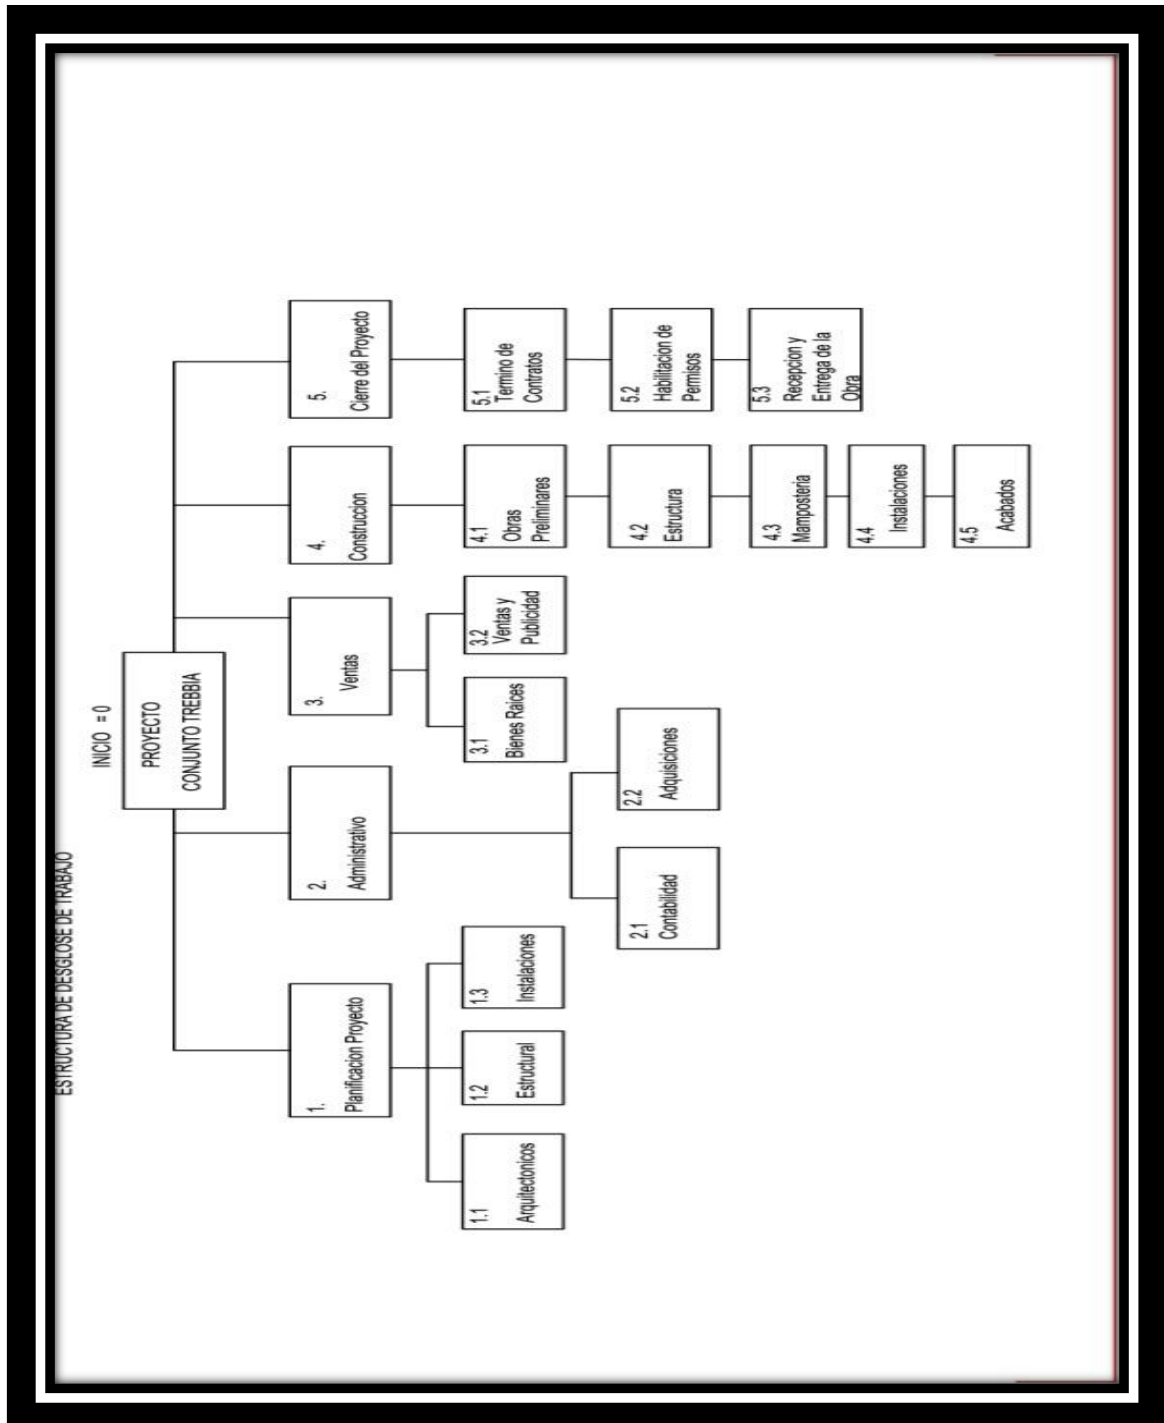 ESTRUCTURA DE DESGLOSE DE TRABAJO
INICIO = 0
PROYECTO
CONJUNTO TREBBIA
1.
Planificacion Proyecto
2.
Administrativo
3.
Ventas
4.
Construccion
5.
Cierre del Proyecto
1.1
Arquitectonicos
1.2
Estructural
1.3
Instalaciones
2.1
Contabilidad
2.2
Adquisiciones
3.1
Bienes Raices
3.2
Ventas y
Publicidad
4.1
Obras
Preliminares
4.2
Estructura
4.3
Mamposteria
4.4
Instalaciones
4.5
Acabados
5.1
Termino de
Contratos
5.2
Habilitacion de
Permisos
5.3
Recepcion y
Entrega de la
Obra